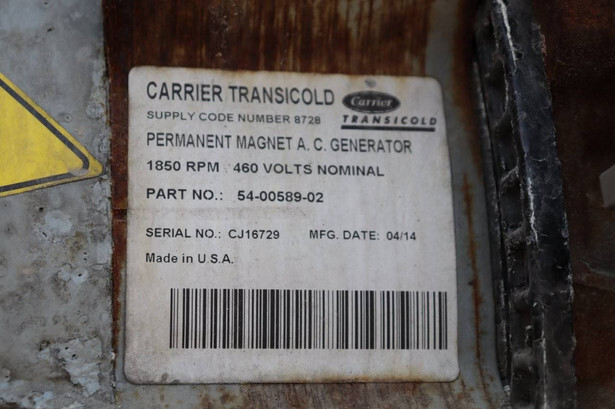 CARRIER TRANSICOLD
Carrier
SUPPLY CODE NUMBER 8728
TRANSICOLD
PERMANENT MAGNET A. C. GENERATOR
1850 RPM 460 VOLTS NOMINAL
PART NO.: 54-00589-02
SERIAL NO.: CJ16729 MFG. DATE: 04/14
Made in U.S.A.